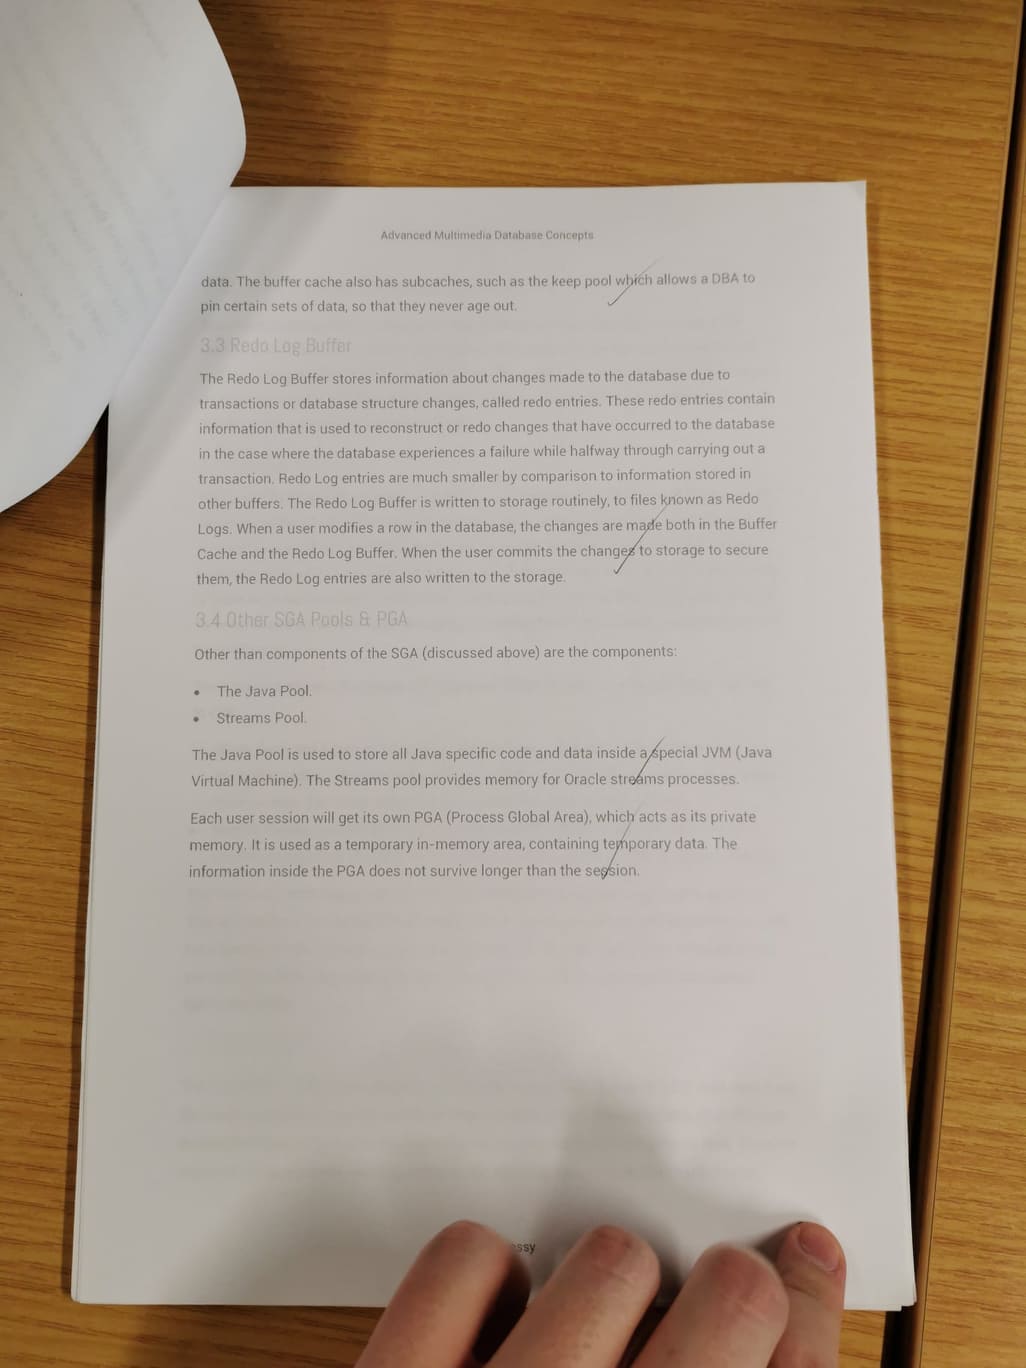 Advanced Multimedia Database Concepts
data. The buffer cache also has subcaches, such as the keep pool which allows a DBA to
pin certain sets of data, so that they never age out.
3.3 Redo Log Buffer
The Redo Log Buffer stores information about changes made to the database due to
transactions or database structure changes, called redo entries. These redo entries contain
information that is used to reconstruct or redo changes that have occurred to the database
in the case where the database experiences a failure while halfway through carrying out a
transaction. Redo Log entries are much smaller by comparison to information stored in
other buffers. The Redo Log Buffer is written to storage routinely, to files known as Redo
Logs. When a user modifies a row in the database, the changes are made both in the Buffer
Cache and the Redo Log Buffer. When the user commits the changes to storage to secure
them, the Redo Log entries are also written to the storage.
3.4 Other SGA Pools & PGA
Other than components of the SGA (discussed above) are the components:
• The Java Pool.
• Streams Pool.
The Java Pool is used to store all Java specific code and data inside a special JVM (Java
Virtual Machine). The Streams pool provides memory for Oracle streams processes.
Each user session will get its own PGA (Process Global Area), which acts as its private
memory. It is used as a temporary in-memory area, containing temporary data. The
information inside the PGA does not survive longer than the session.